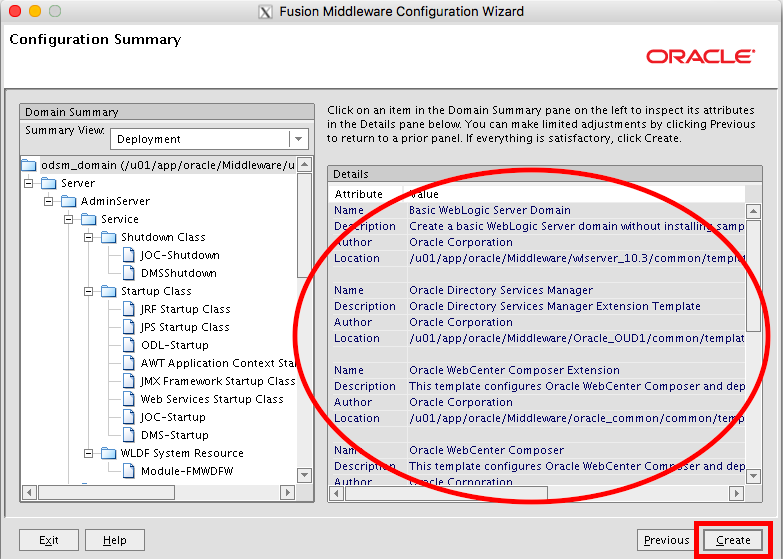 Fusion Middleware Configuration Wizard
Configuration Summary
ORACLE
Domain Summary
Summary View:
Deployment
odsm_domain (/u01/app/oracle/Middleware/u
Server
AdminServer
Service
Shutdown Class
JOC-Shutdown
DMSShutdown
Startup Class
JRF Startup Class
JPS Startup Class
ODL-Startup
AWT Application Context Star
JMX Framework Startup Class
Web Services Startup Class
JOC-Startup
DMS-Startup
WLDF System Resource
Module-FMWDFW
Click on an item in the Domain Summary pane on the left to inspect its attributes
in the Details pane below. You can make limited adjustments by clicking Previous
to return to a prior panel. If everything is satisfactory, click Create.
Details
Attribute Value
Name Basic WebLogic Server Domain
Description Create a basic WebLogic Server domain without installing samp
Author Oracle Corporation
Location /u01/app/oracle/Middleware/wlserver_10.3/common/templat
Name Oracle Directory Services Manager
Description Oracle Directory Services Manager Extension Template
Author Oracle Corporation
Location /u01/app/oracle/Middleware/Oracle_OUD1/common/templat
Name Oracle WebCenter Composer Extension
Description This template configures Oracle WebCenter Composer and dep
Author Oracle Corporation
Location /u01/app/oracle/Middleware/oracle_common/common/temp
Name Oracle WebCenter Composer
Description This template configures Oracle WebCenter Composer and dep
Author Oracle Corporation
Exit Help Previous Create